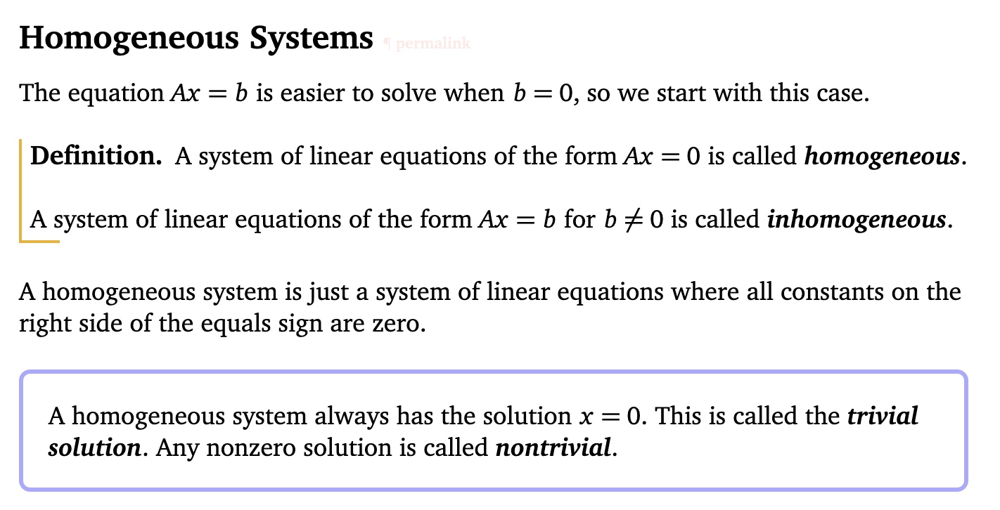 Homogeneous Systems ¶ permalink
The equation Ax = b is easier to solve when b = 0, so we start with this case.
Definition. A system of linear equations of the form Ax = 0 is called homogeneous.
A system of linear equations of the form Ax = b for b ≠ 0 is called inhomogeneous.
A homogeneous system is just a system of linear equations where all constants on the
right side of the equals sign are zero.
A homogeneous system always has the solution x = 0. This is called the trivial
solution. Any nonzero solution is called nontrivial.